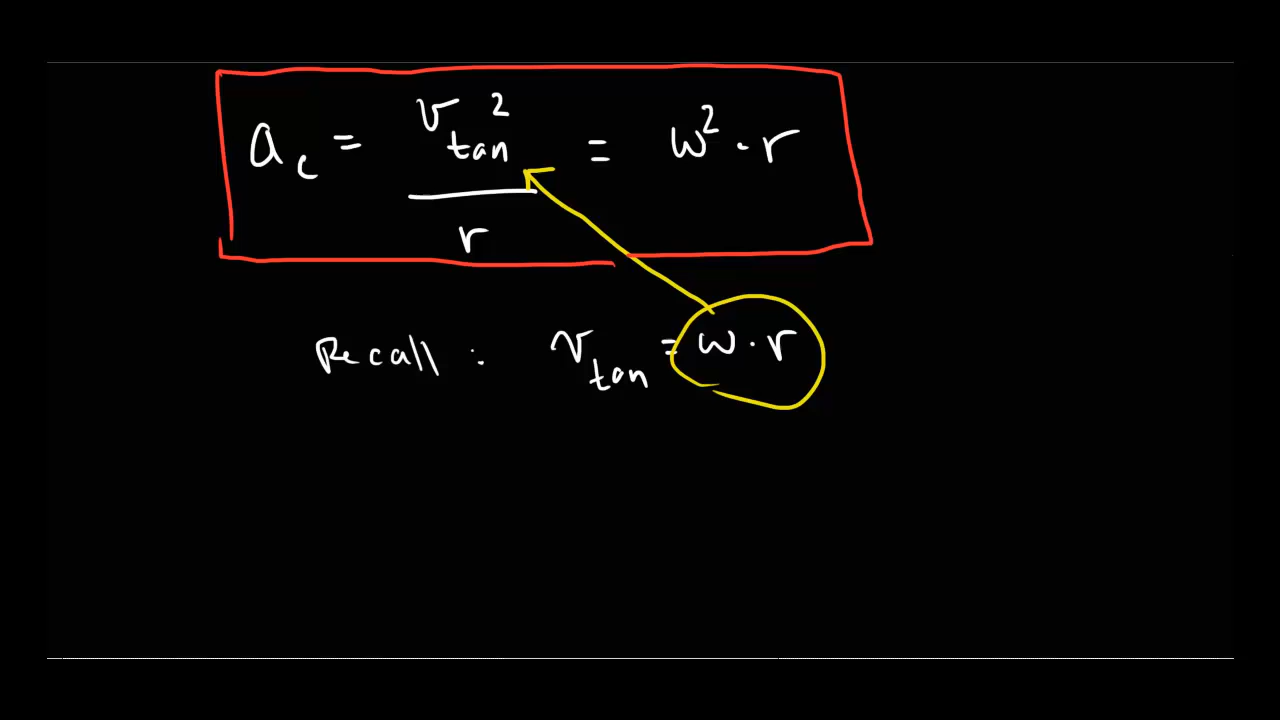 a_c = v_tan^2 / r = w^2 · r
Recall : v_tan = w · r